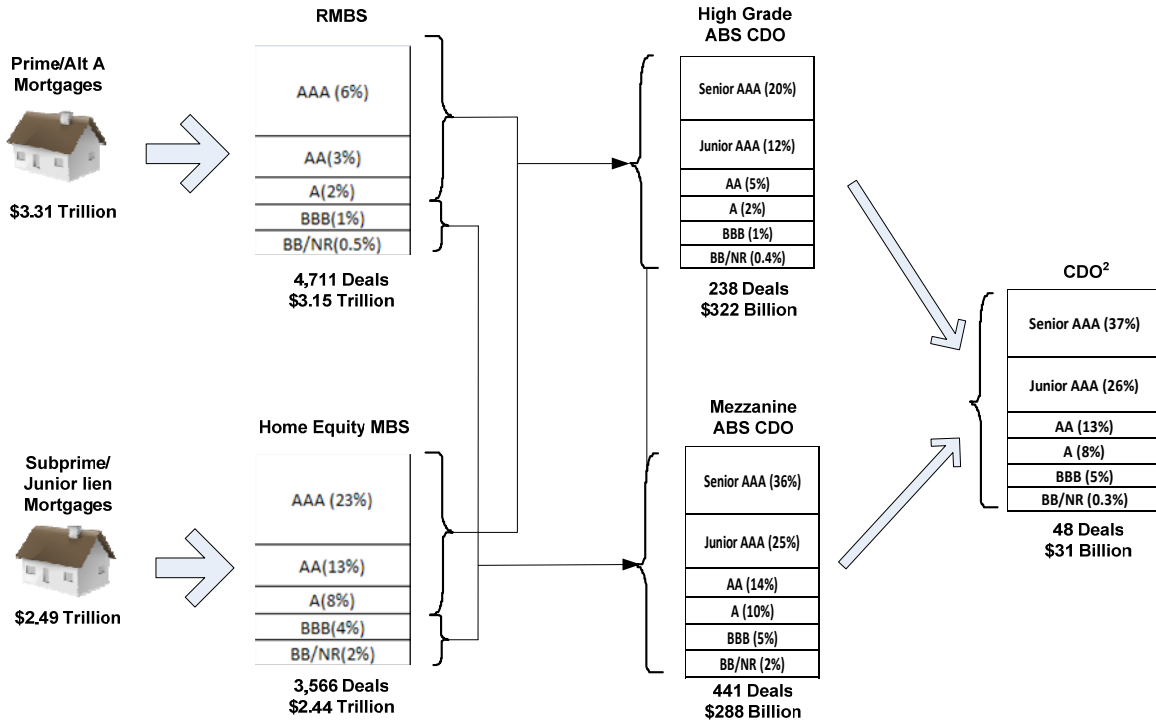 RMBS
Prime/Alt A
Mortgages
$3.31 Trillion
AAA (6%)
AA(3%)
A(2%)
BBB(1%)
BB/NR(0.5%)
4,711 Deals
$3.15 Trillion
High Grade
ABS CDO
Senior AAA (20%)
Junior AAA (12%)
AA (5%)
A (2%)
BBB (1%)
BB/NR (0.4%)
238 Deals
$322 Billion
Subprime/
Junior lien
Mortgages
$2.49 Trillion
Home Equity MBS
AAA (23%)
AA(13%)
A(8%)
BBB(4%)
BB/NR(2%)
3,566 Deals
$2.44 Trillion
Mezzanine
ABS CDO
Senior AAA (36%)
Junior AAA (25%)
AA (14%)
A (10%)
BBB (5%)
BB/NR (2%)
441 Deals
$288 Billion
CDO²
Senior AAA (37%)
Junior AAA (26%)
AA (13%)
A (8%)
BBB (5%)
BB/NR (0.3%)
48 Deals
$31 Billion